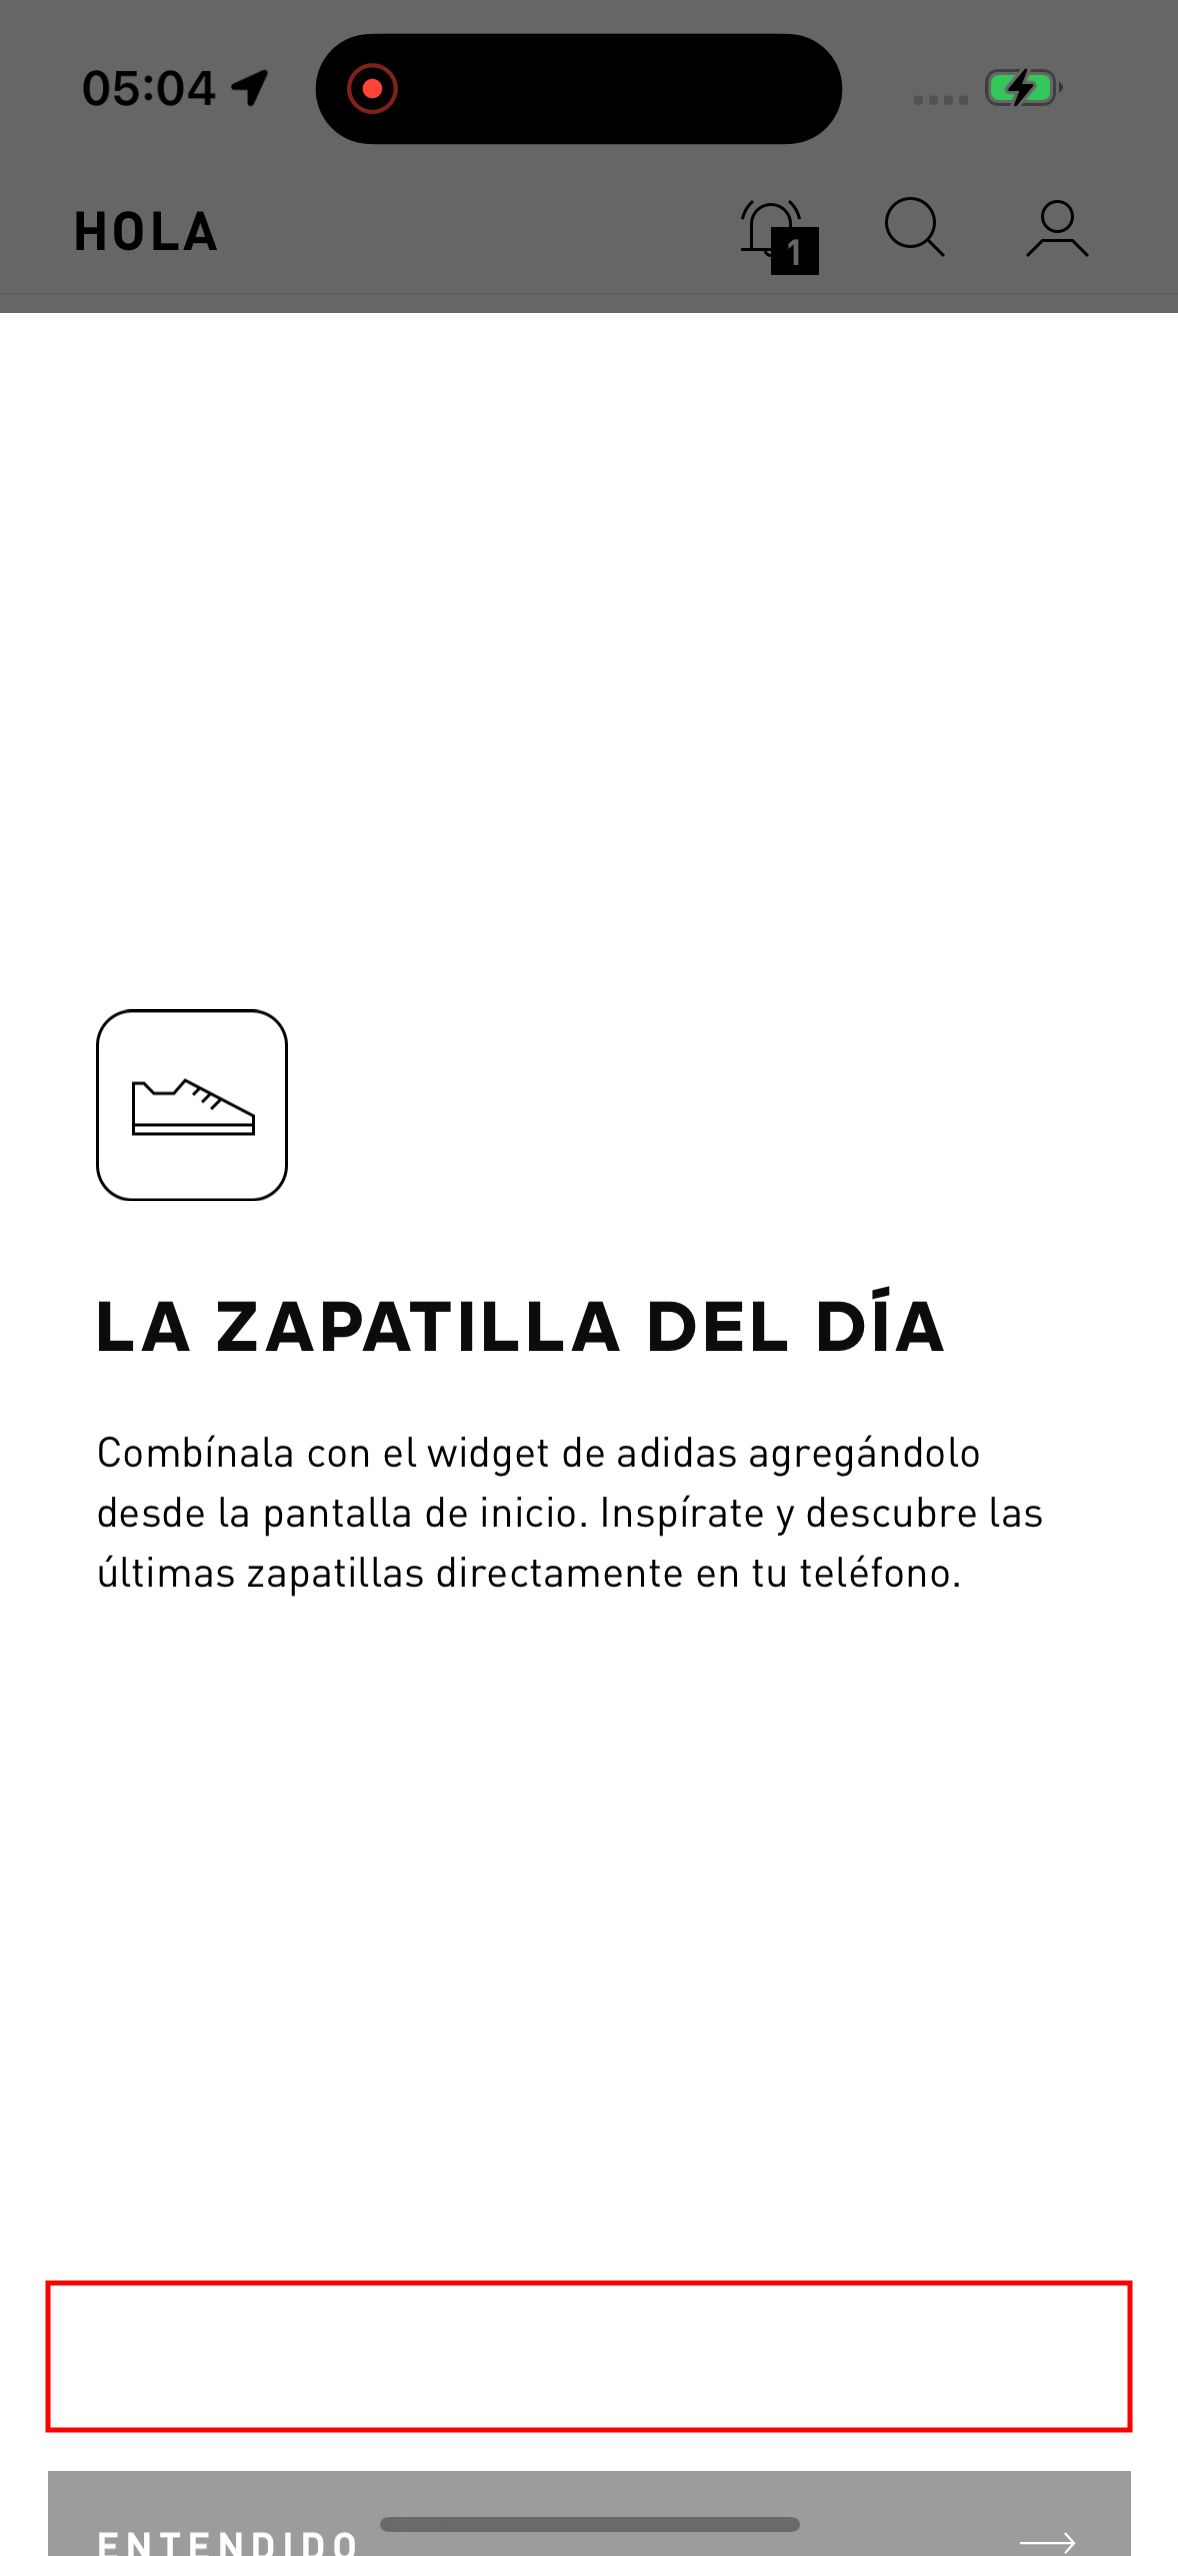 05:04
HOLA
1
LA ZAPATILLA DEL DÍA
Combínala con el widget de adidas agregándolo
desde la pantalla de inicio. Inspírate y descubre las
últimas zapatillas directamente en tu teléfono.
ENTENDIDO